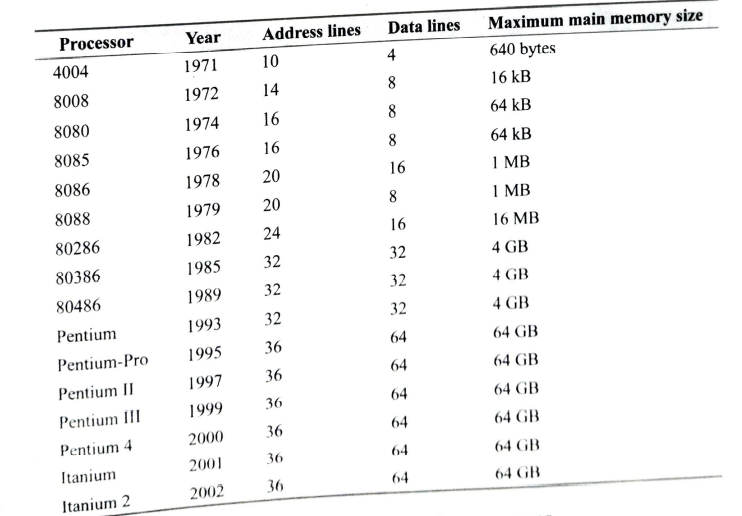 Processor Year Address lines Data lines Maximum main memory size
4004 1971 10 4 640 bytes
8008 1972 14 8 16 kB
8080 1974 16 8 64 kB
8085 1976 16 8 64 kB
8086 1978 20 16 1 MB
8088 1979 20 8 1 MB
80286 1982 24 16 16 MB
80386 1985 32 32 4 GB
80486 1989 32 32 4 GB
Pentium 1993 32 32 4 GB
Pentium-Pro 1995 36 64 64 GB
Pentium II 1997 36 64 64 GB
Pentium III 1999 36 64 64 GB
Pentium 4 2000 36 64 64 GB
Itanium 2001 36 64 64 GB
Itanium 2 2002 36 64 64 GB